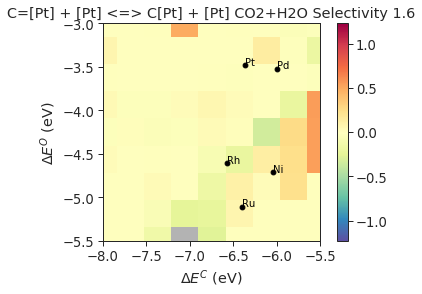 C=[Pt] + [Pt] <=> C[Pt] + [Pt] CO2+H2O Selectivity 1.6
−3.0
−3.5
−4.0
−4.5
−5.0
−5.5
ΔE^O (eV)
Pt
Pd
Rh
Ni
Ru
−8.0
−7.5
−7.0
−6.5
−6.0
−5.5
ΔE^C (eV)
1.0
0.5
0.0
−0.5
−1.0